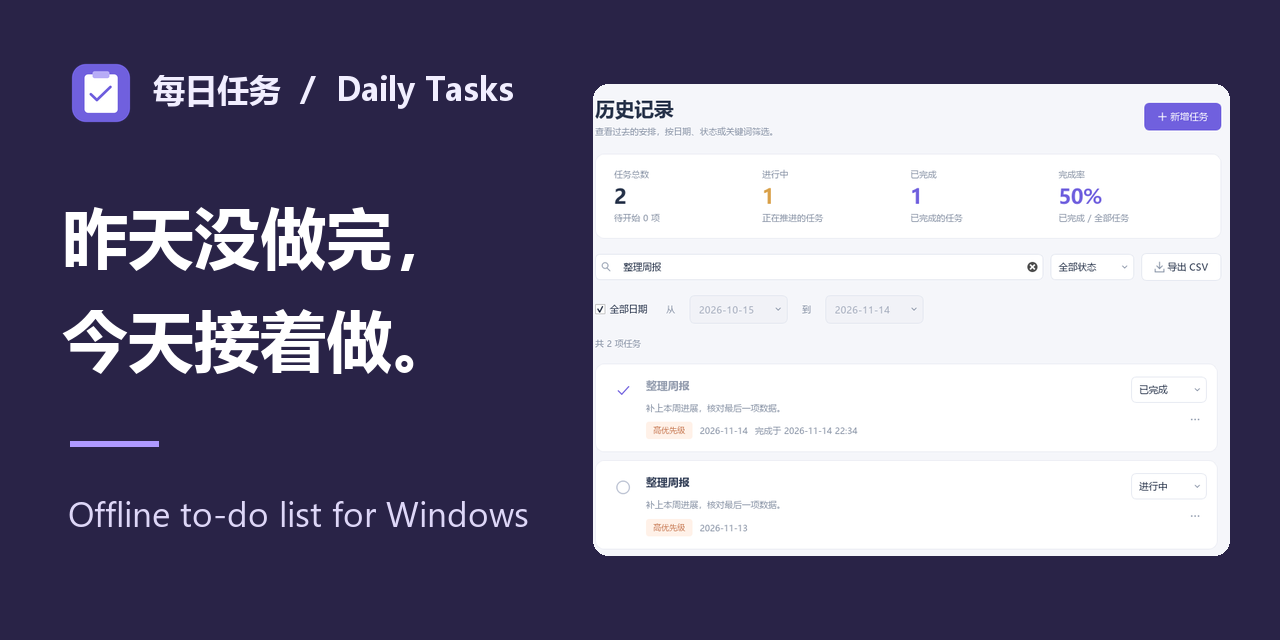 每日任务 / Daily Tasks
昨天没做完，
今天接着做。
Offline to-do list for Windows
历史记录
查看过去的安排，按日期、状态或关键词筛选。
+ 新增任务
任务总数
2
待开始 0 项
进行中
1
正在推进的任务
已完成
1
已完成的任务
完成率
50%
已完成 / 全部任务
整理周报
全部状态
导出 CSV
全部日期
从
2026-10-15
到
2026-11-14
共 2 项任务
整理周报
补上本周进展，核对最后一项数据。
高优先级 2026-11-14 完成于 2026-11-14 22:34
已完成
...
整理周报
补上本周进展，核对最后一项数据。
高优先级 2026-11-13
进行中
...